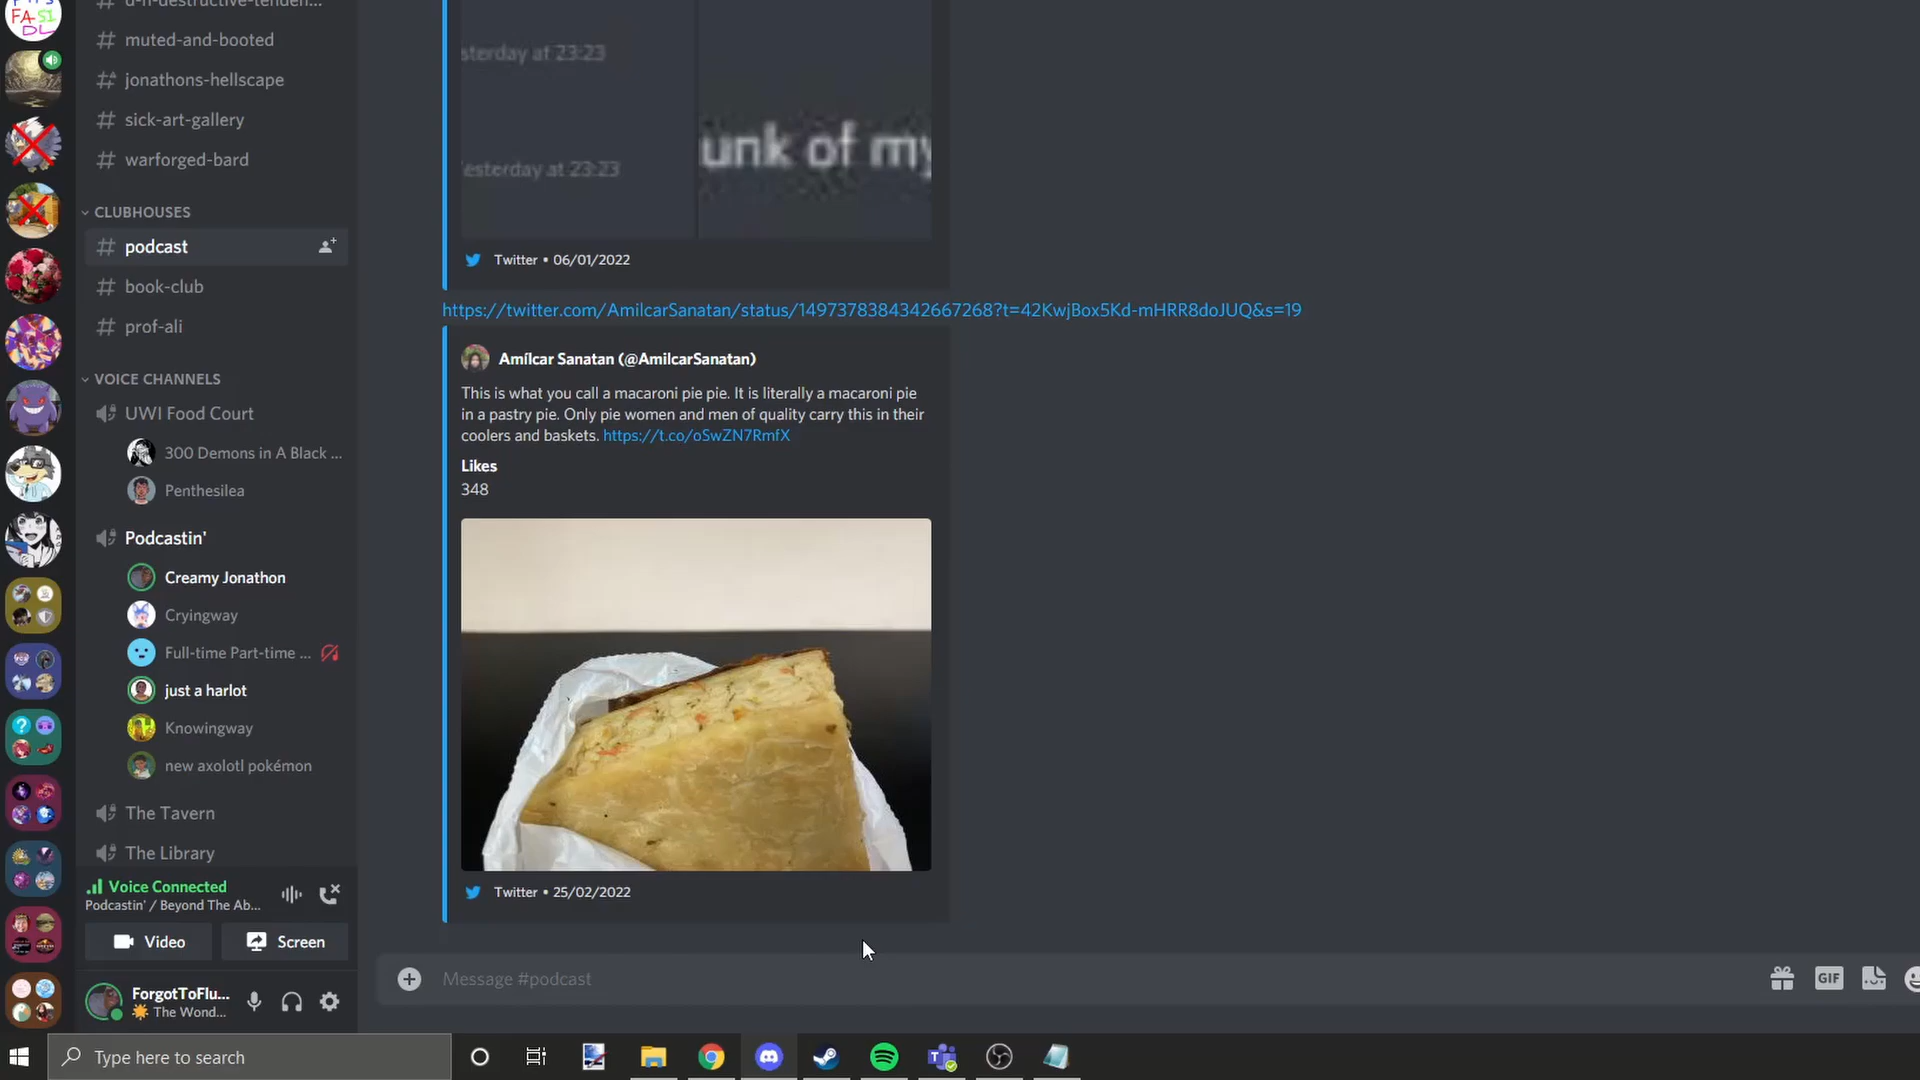 FASI
DL
d-n-destructive-tenden...
muted-and-booted
jonathons-hellscape
sick-art-gallery
warforged-bard
CLUBHOUSES
podcast
book-club
prof-ali
VOICE CHANNELS
UWI Food Court
300 Demons in A Black ...
Penthesilea
Podcastin'
Creamy Jonathon
Cryingway
Full-time Part-time ...
just a harlot
Knowingway
new axolotl pokémon
The Tavern
The Library
Voice Connected
Podcastin' / Beyond The Ab...
Video
Screen
ForgotToFlu...
The Wond...
sterday at 23:23
unk of my
Yesterday at 23:23
Twitter • 06/01/2022
https://twitter.com/AmilcarSanatan/status/1497378384342667268?t=42KwjBox5Kd-mHRR8doJUQ&s=19
Amílcar Sanatan (@AmilcarSanatan)
This is what you call a macaroni pie pie. It is literally a macaroni pie
in a pastry pie. Only pie women and men of quality carry this in their
coolers and baskets. https://t.co/oSwZN7RmfX
Likes
348
Twitter • 25/02/2022
Message #podcast
GIF
Type here to search